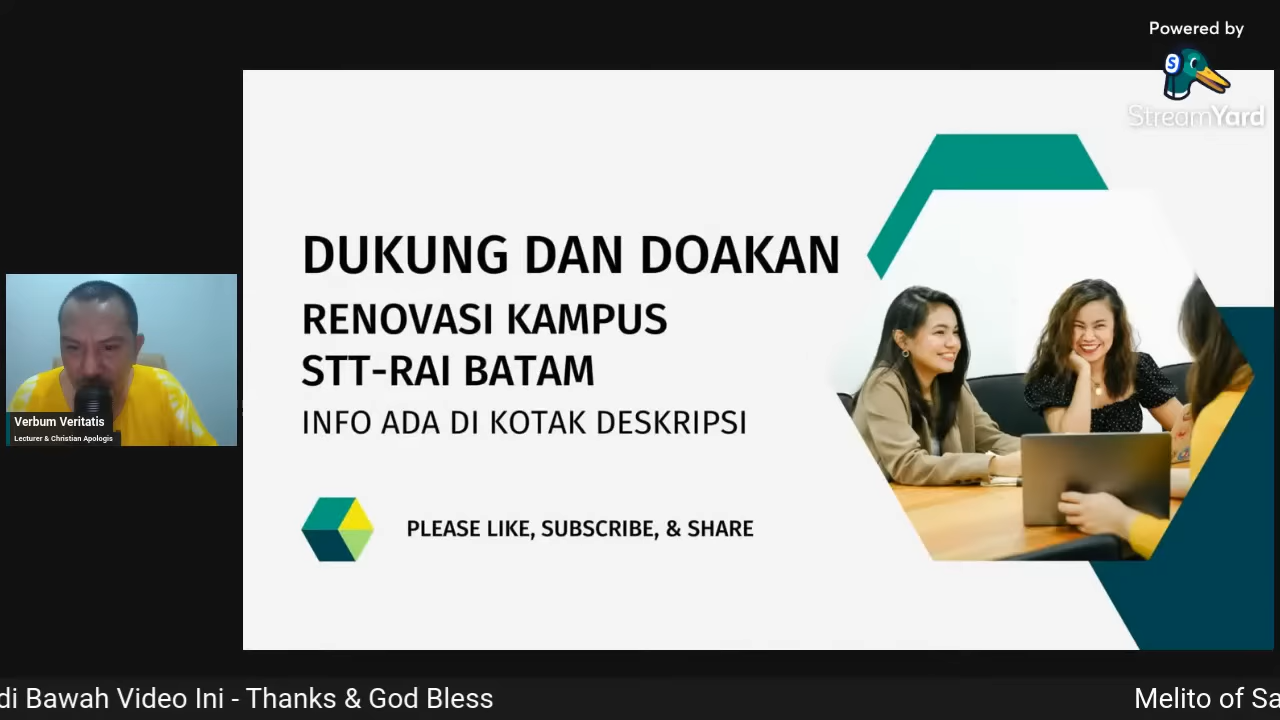 Powered by
StreamYard
DUKUNG DAN DOAKAN
RENOVASI KAMPUS
STT-RAI BATAM
INFO ADA DI KOTAK DESKRIPSI
PLEASE LIKE, SUBSCRIBE, & SHARE
Verbum Veritatis
Lecturer & Christian Apologis
di Bawah Video Ini - Thanks & God Bless
Melito of Sa